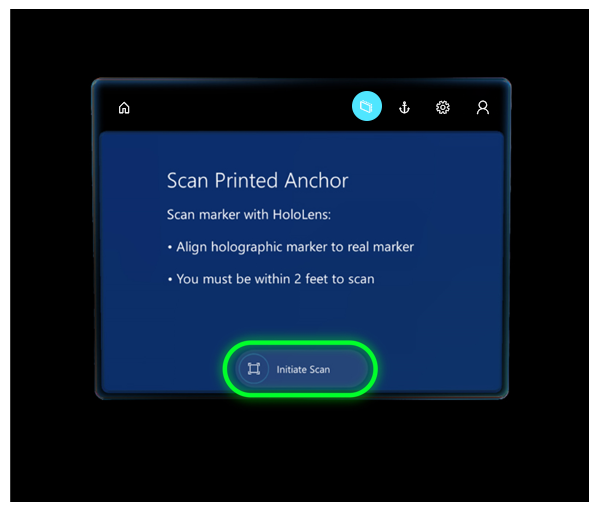 Scan Printed Anchor
Scan marker with HoloLens:
• Align holographic marker to real marker
• You must be within 2 feet to scan
Initiate Scan